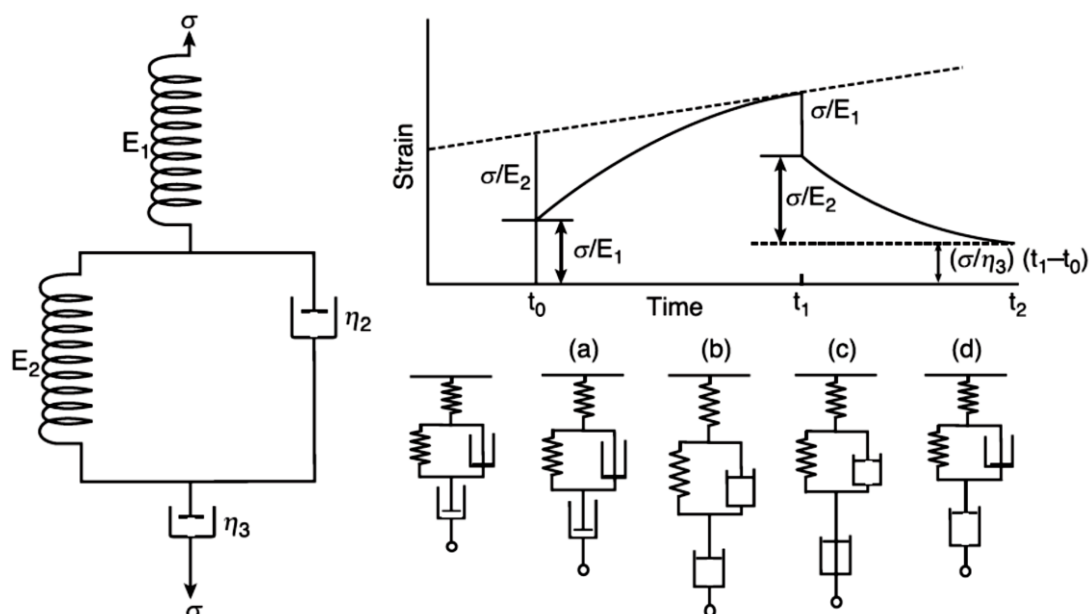 σ
E₁
E₂
η₂
η₃
σ
Strain
σ/E₂
σ/E₁
σ/E₁
σ/E₂
(σ/η₃) (t₁–t₀)
t₀ Time t₁ t₂
(a) (b) (c) (d)